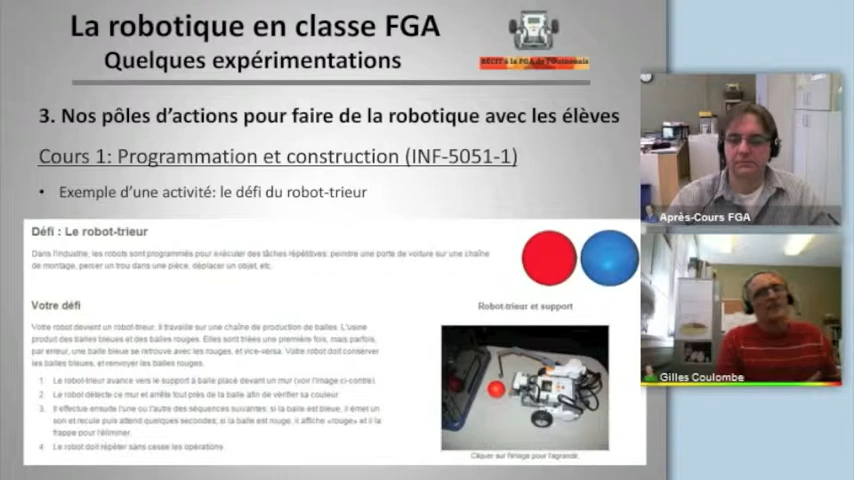 La robotique en classe FGA
Quelques expérimentations
RÉCIT à la FGA de l'Outaouais
3. Nos pôles d'actions pour faire de la robotique avec les élèves
Cours 1: Programmation et construction (INF-5051-1)
• Exemple d'une activité: le défi du robot-trieur
Défi : Le robot-trieur
Dans l'industrie, les robots sont programmés pour exécuter des tâches répétitives: peindre une porte de voiture sur une chaîne
de montage, percer un trou dans une pièce, déplacer un objet, etc.
Votre défi
Votre robot devient un robot-trieur. Il travaille sur une chaîne de production de balles. L'usine
produit des balles bleues et des balles rouges. Elles sont triées une première fois, mais parfois,
par erreur, une balle bleue se retrouve avec les rouges, et vice-versa. Votre robot doit conserver
les balles bleues, et renvoyer les balles rouges.
1 Le robot-trieur avance vers le support à balle placé devant un mur (voir l'image ci-contre).
2 Le robot détecte ce mur et arrête tout près de la balle afin de vérifier sa couleur
3 Il effectue ensuite l'une ou l'autre des séquences suivantes: si la balle est bleue, il émet un
son et recule puis attend quelques secondes; si la balle est rouge, il affiche «rouge» et il la
frappe pour l'éliminer.
4 Le robot doit répéter sans cesse les opérations.
Robot-trieur et support
Cliquer sur l'image pour l'agrandir.
Après-Cours FGA
Gilles Coulombe